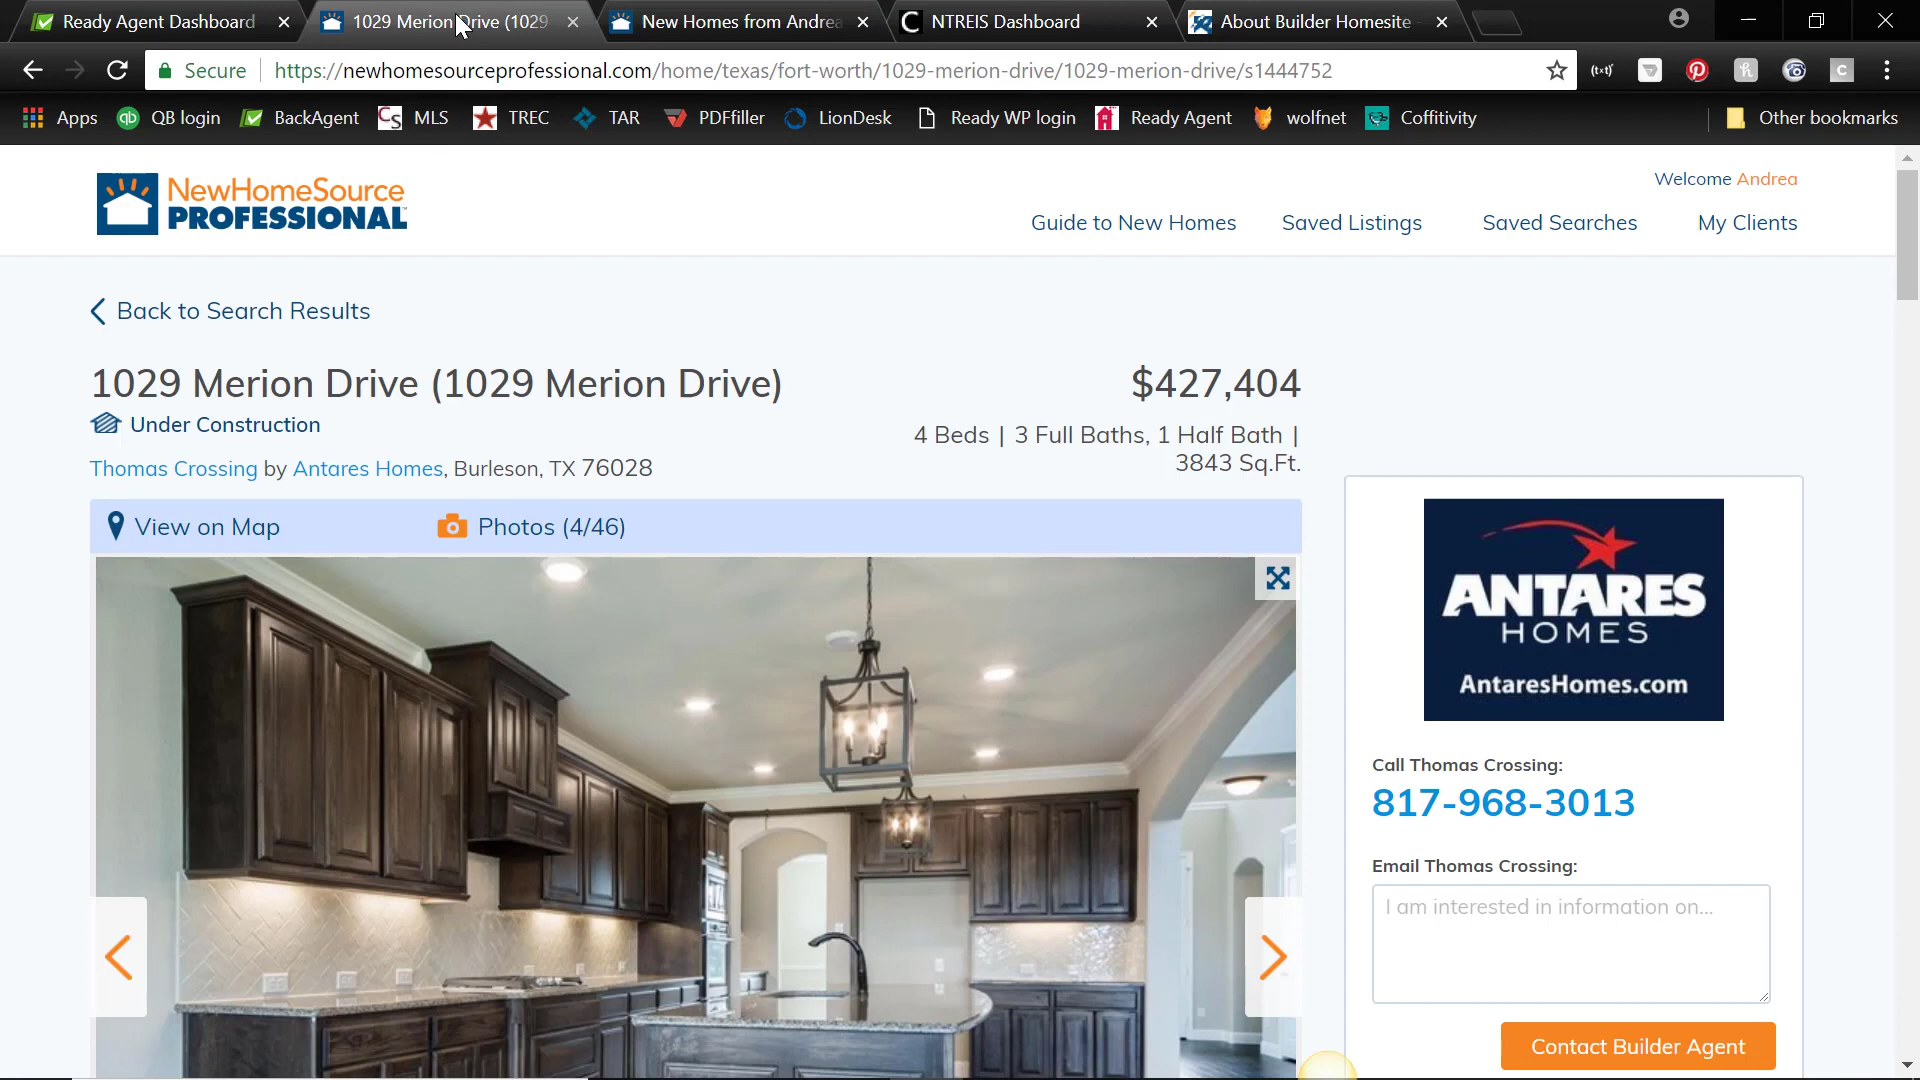 Ready Agent Dashboard
1029 Merion Drive (1029
New Homes from Andrea
NTREIS Dashboard
About Builder Homesite
Secure
https://newhomesourceprofessional.com/home/texas/fort-worth/1029-merion-drive/1029-merion-drive/s1444752
Apps
QB login
BackAgent
MLS
TREC
TAR
PDFfiller
LionDesk
Ready WP login
Ready Agent
wolfnet
Coffitivity
Other bookmarks
NewHomeSource
PROFESSIONAL
Welcome Andrea
Guide to New Homes
Saved Listings
Saved Searches
My Clients
Back to Search Results
1029 Merion Drive (1029 Merion Drive)
$427,404
Under Construction
4 Beds | 3 Full Baths, 1 Half Bath |
3843 Sq.Ft.
Thomas Crossing by Antares Homes, Burleson, TX 76028
View on Map
Photos (4/46)
ANTARES
HOMES
AntaresHomes.com
Call Thomas Crossing:
817-968-3013
Email Thomas Crossing:
I am interested in information on...
Contact Builder Agent